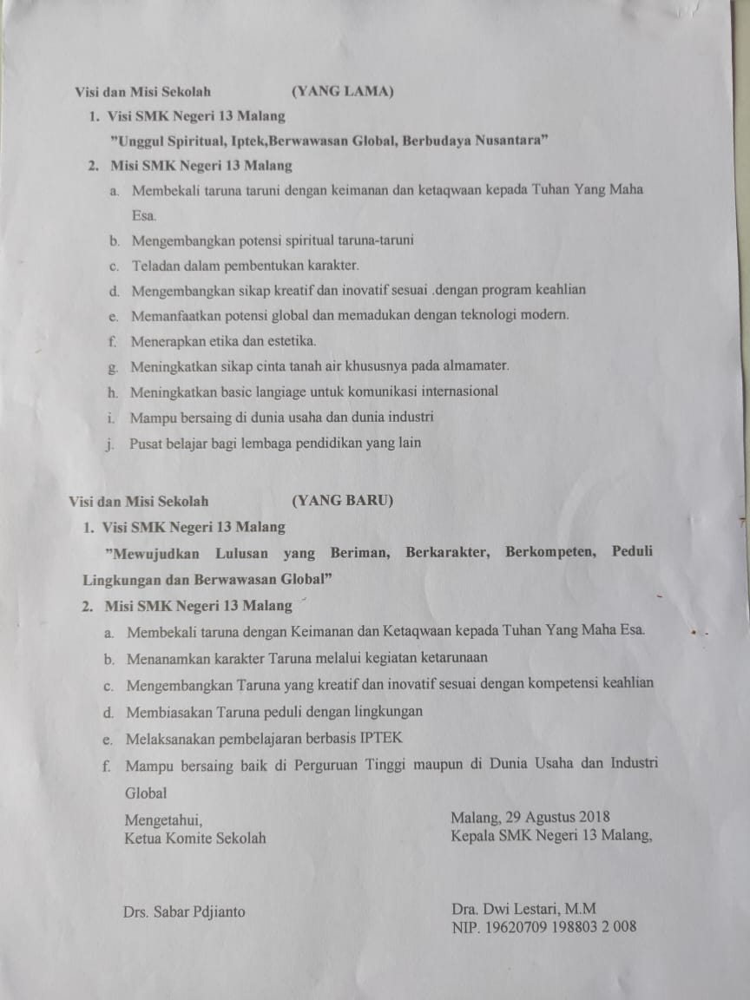 Visi dan Misi Sekolah (YANG LAMA)
1. Visi SMK Negeri 13 Malang
”Unggul Spiritual, Iptek,Berwawasan Global, Berbudaya Nusantara”
2. Misi SMK Negeri 13 Malang
a. Membekali taruna taruni dengan keimanan dan ketaqwaan kepada Tuhan Yang Maha
Esa.
b. Mengembangkan potensi spiritual taruna-taruni
c. Teladan dalam pembentukan karakter.
d. Mengembangkan sikap kreatif dan inovatif sesuai .dengan program keahlian
e. Memanfaatkan potensi global dan memadukan dengan teknologi modern.
f. Menerapkan etika dan estetika.
g. Meningkatkan sikap cinta tanah air khususnya pada almamater.
h. Meningkatkan basic langiage untuk komunikasi internasional
i. Mampu bersaing di dunia usaha dan dunia industri
j. Pusat belajar bagi lembaga pendidikan yang lain
Visi dan Misi Sekolah (YANG BARU)
1. Visi SMK Negeri 13 Malang
”Mewujudkan Lulusan yang Beriman, Berkarakter, Berkompeten, Peduli
Lingkungan dan Berwawasan Global”
2. Misi SMK Negeri 13 Malang
a. Membekali taruna dengan Keimanan dan Ketaqwaan kepada Tuhan Yang Maha Esa.
b. Menanamkan karakter Taruna melalui kegiatan ketarunaan
c. Mengembangkan Taruna yang kreatif dan inovatif sesuai dengan kompetensi keahlian
d. Membiasakan Taruna peduli dengan lingkungan
e. Melaksanakan pembelajaran berbasis IPTEK
f. Mampu bersaing baik di Perguruan Tinggi maupun di Dunia Usaha dan Industri
Global
Mengetahui, Malang, 29 Agustus 2018
Ketua Komite Sekolah Kepala SMK Negeri 13 Malang,
Drs. Sabar Pdjianto Dra. Dwi Lestari, M.M
NIP. 19620709 198803 2 008